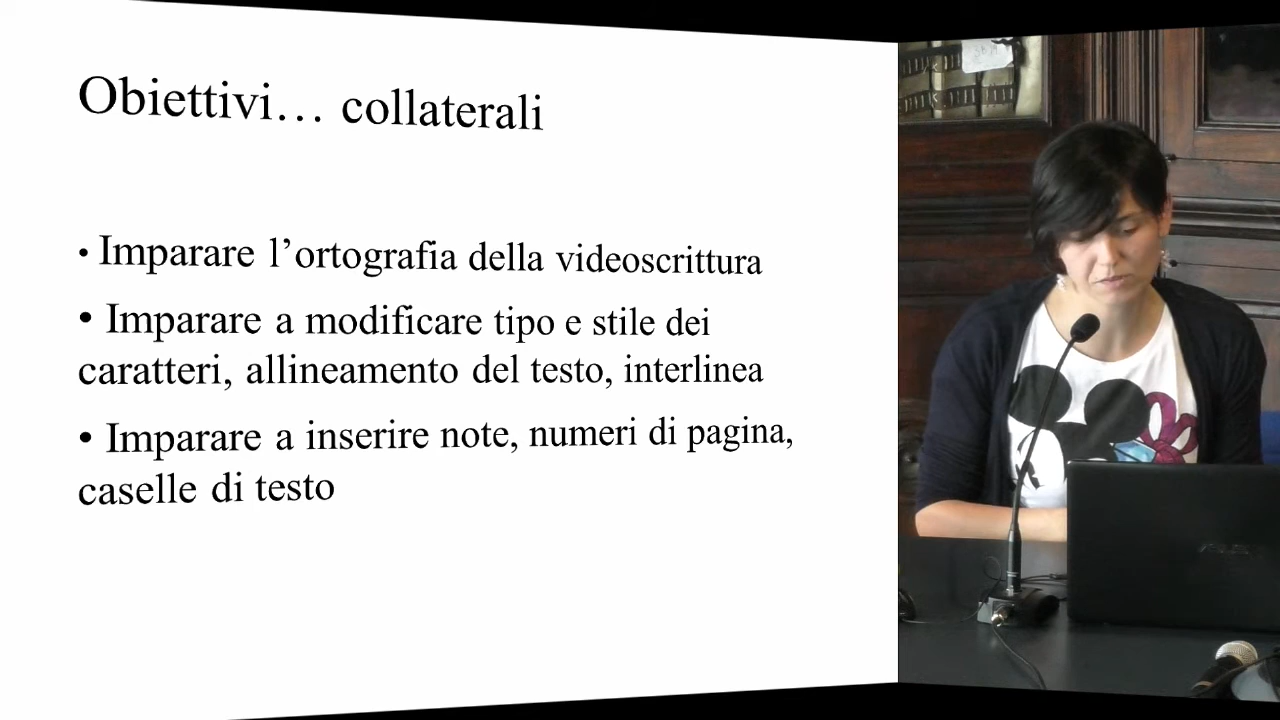 Obiettivi… collaterali
• Imparare l’ortografia della videoscrittura
• Imparare a modificare tipo e stile dei
caratteri, allineamento del testo, interlinea
• Imparare a inserire note, numeri di pagina,
caselle di testo